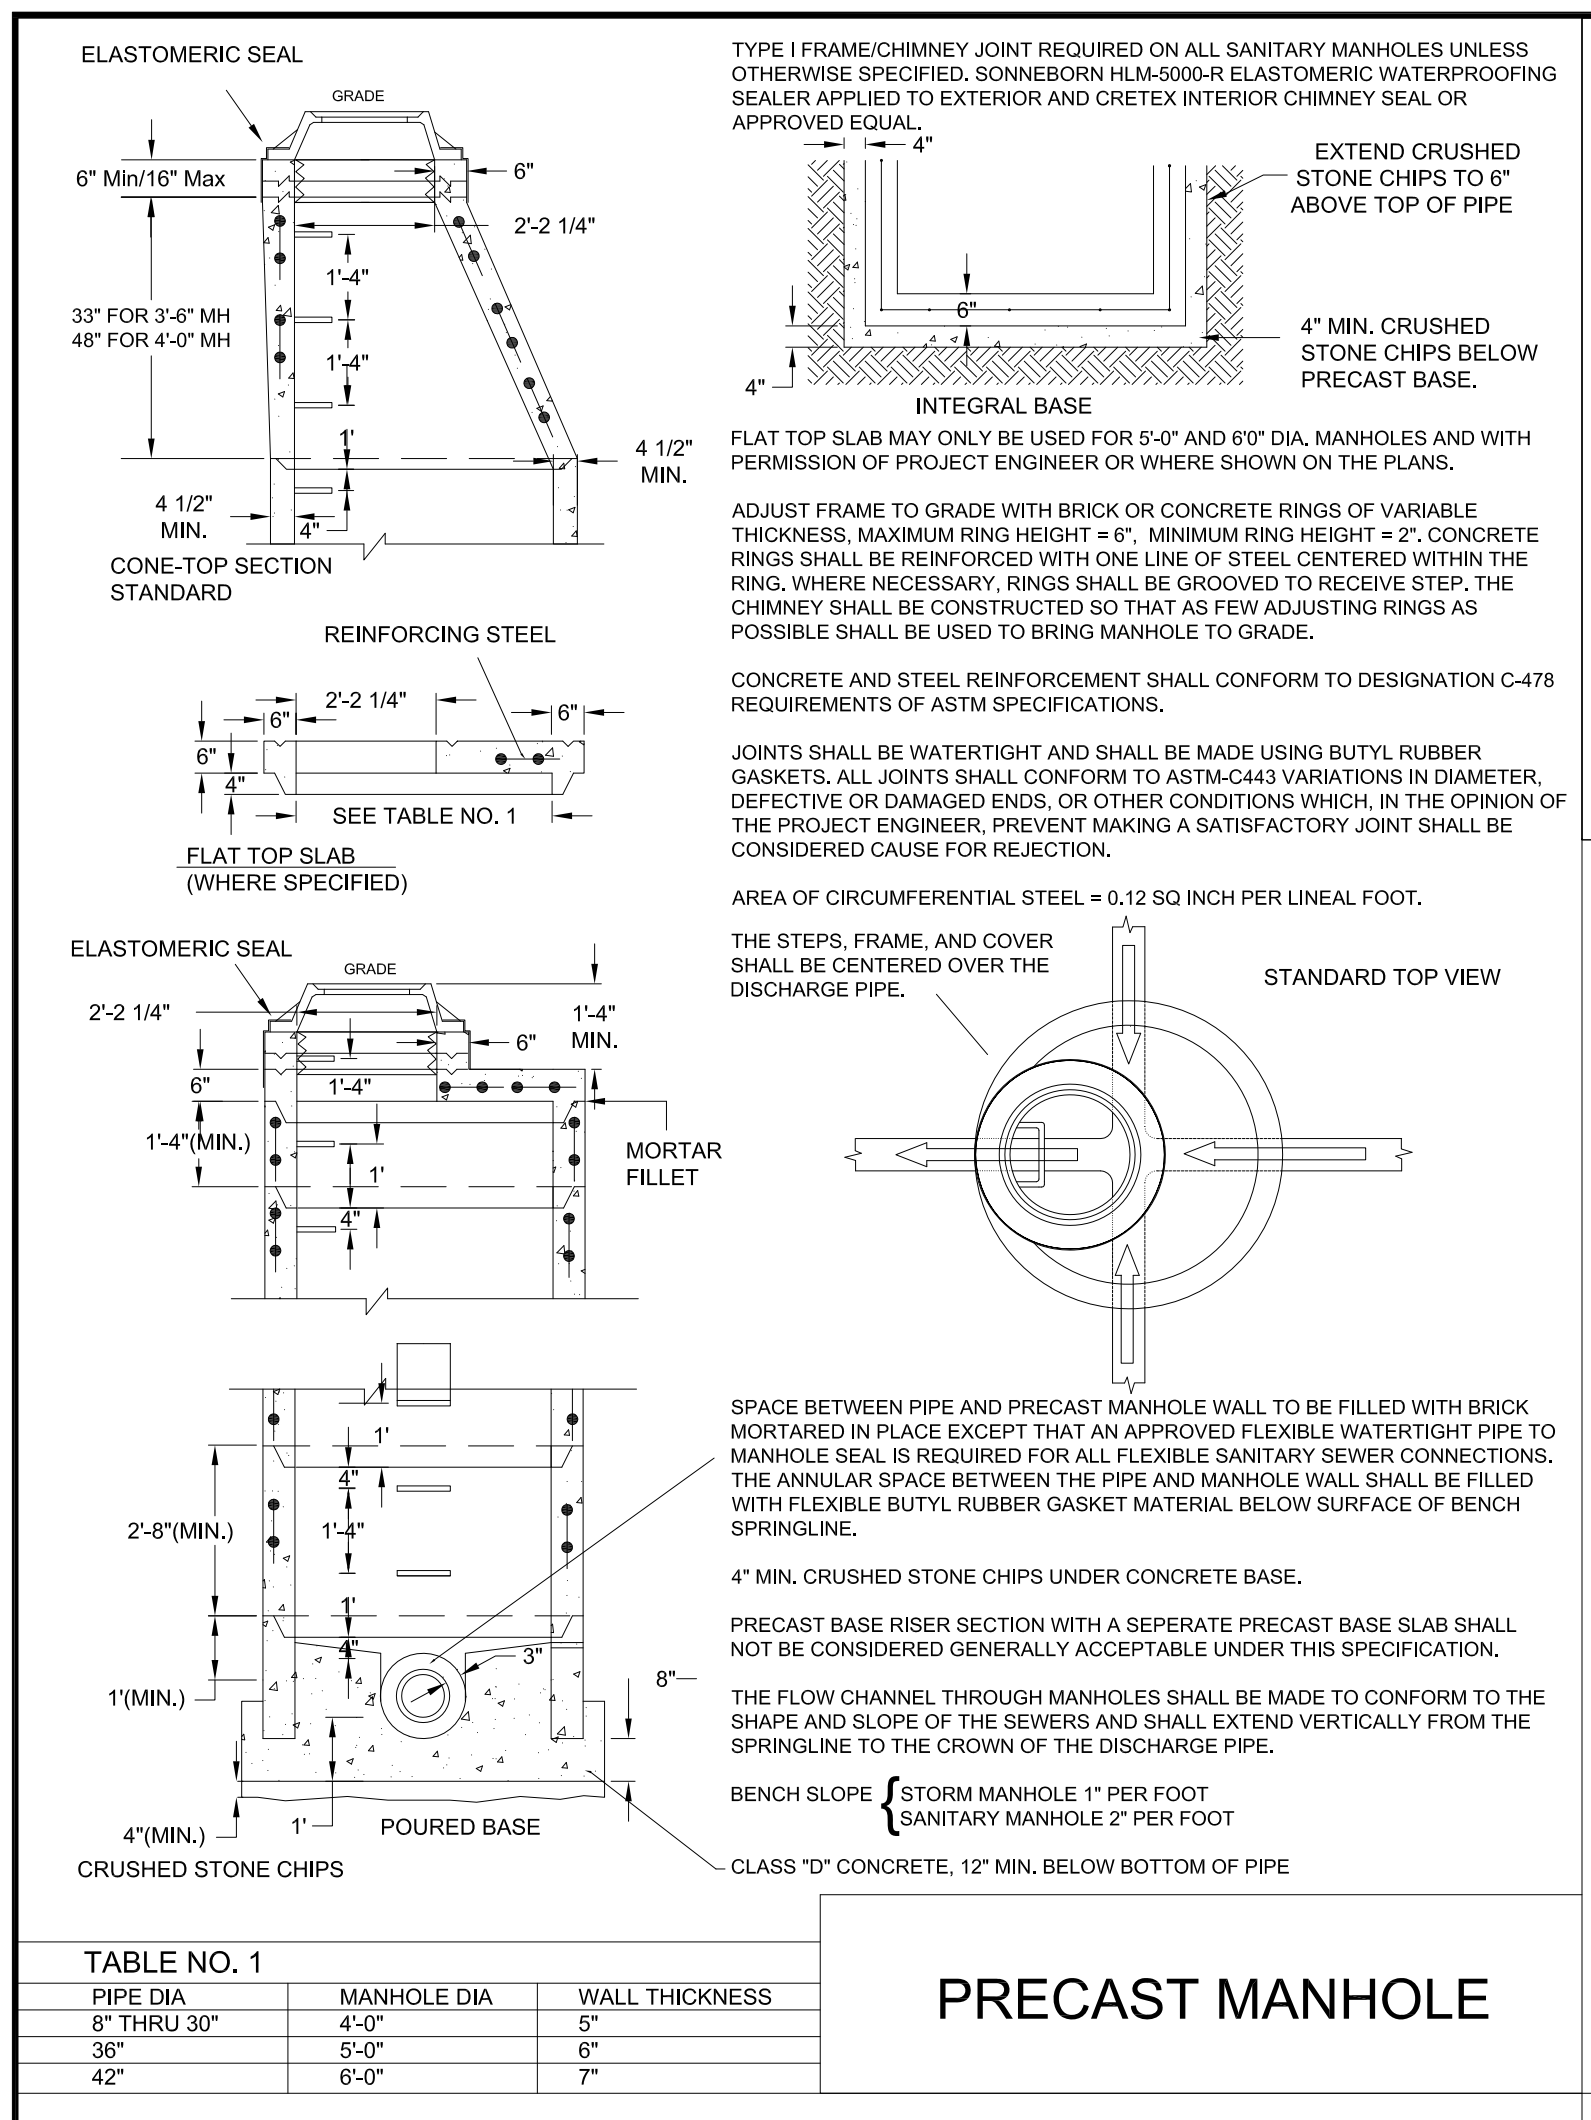 ELASTOMERIC SEAL
GRADE
6" Min/16" Max
6"
2'-2 1/4"
1'-4"
33" FOR 3'-6" MH
48" FOR 4'-0" MH
1'-4"
1'
4 1/2"
MIN.
4 1/2"
MIN.
4"
CONE-TOP SECTION
STANDARD
REINFORCING STEEL
2'-2 1/4"
6"
6"
6"
4"
SEE TABLE NO. 1
FLAT TOP SLAB
(WHERE SPECIFIED)
ELASTOMERIC SEAL
GRADE
2'-2 1/4"
1'-4"
MIN.
6"
6"
1'-4"
1'-4"(MIN.)
1'
MORTAR
FILLET
4"
1'
4"
2'-8"(MIN.)
1'-4"
1'
4"
3"
8"
1'(MIN.)
4"(MIN.)
1'
POURED BASE
CRUSHED STONE CHIPS
TYPE I FRAME/CHIMNEY JOINT REQUIRED ON ALL SANITARY MANHOLES UNLESS
OTHERWISE SPECIFIED. SONNEBORN HLM-5000-R ELASTOMERIC WATERPROOFING
SEALER APPLIED TO EXTERIOR AND CRETEX INTERIOR CHIMNEY SEAL OR
APPROVED EQUAL.
4"
EXTEND CRUSHED
STONE CHIPS TO 6"
ABOVE TOP OF PIPE
6"
4" MIN. CRUSHED
STONE CHIPS BELOW
PRECAST BASE.
4"
INTEGRAL BASE
FLAT TOP SLAB MAY ONLY BE USED FOR 5'-0" AND 6'0" DIA. MANHOLES AND WITH
PERMISSION OF PROJECT ENGINEER OR WHERE SHOWN ON THE PLANS.
ADJUST FRAME TO GRADE WITH BRICK OR CONCRETE RINGS OF VARIABLE
THICKNESS, MAXIMUM RING HEIGHT = 6", MINIMUM RING HEIGHT = 2". CONCRETE
RINGS SHALL BE REINFORCED WITH ONE LINE OF STEEL CENTERED WITHIN THE
RING. WHERE NECESSARY, RINGS SHALL BE GROOVED TO RECEIVE STEP. THE
CHIMNEY SHALL BE CONSTRUCTED SO THAT AS FEW ADJUSTING RINGS AS
POSSIBLE SHALL BE USED TO BRING MANHOLE TO GRADE.
CONCRETE AND STEEL REINFORCEMENT SHALL CONFORM TO DESIGNATION C-478
REQUIREMENTS OF ASTM SPECIFICATIONS.
JOINTS SHALL BE WATERTIGHT AND SHALL BE MADE USING BUTYL RUBBER
GASKETS. ALL JOINTS SHALL CONFORM TO ASTM-C443 VARIATIONS IN DIAMETER,
DEFECTIVE OR DAMAGED ENDS, OR OTHER CONDITIONS WHICH, IN THE OPINION OF
THE PROJECT ENGINEER, PREVENT MAKING A SATISFACTORY JOINT SHALL BE
CONSIDERED CAUSE FOR REJECTION.
AREA OF CIRCUMFERENTIAL STEEL = 0.12 SQ INCH PER LINEAL FOOT.
THE STEPS, FRAME, AND COVER
SHALL BE CENTERED OVER THE
DISCHARGE PIPE.
STANDARD TOP VIEW
SPACE BETWEEN PIPE AND PRECAST MANHOLE WALL TO BE FILLED WITH BRICK
MORTARED IN PLACE EXCEPT THAT AN APPROVED FLEXIBLE WATERTIGHT PIPE TO
MANHOLE SEAL IS REQUIRED FOR ALL FLEXIBLE SANITARY SEWER CONNECTIONS.
THE ANNULAR SPACE BETWEEN THE PIPE AND MANHOLE WALL SHALL BE FILLED
WITH FLEXIBLE BUTYL RUBBER GASKET MATERIAL BELOW SURFACE OF BENCH
SPRINGLINE.
4" MIN. CRUSHED STONE CHIPS UNDER CONCRETE BASE.
PRECAST BASE RISER SECTION WITH A SEPERATE PRECAST BASE SLAB SHALL
NOT BE CONSIDERED GENERALLY ACCEPTABLE UNDER THIS SPECIFICATION.
THE FLOW CHANNEL THROUGH MANHOLES SHALL BE MADE TO CONFORM TO THE
SHAPE AND SLOPE OF THE SEWERS AND SHALL EXTEND VERTICALLY FROM THE
SPRINGLINE TO THE CROWN OF THE DISCHARGE PIPE.
BENCH SLOPE { STORM MANHOLE 1" PER FOOT
SANITARY MANHOLE 2" PER FOOT
CLASS "D" CONCRETE, 12" MIN. BELOW BOTTOM OF PIPE
TABLE NO. 1
PIPE DIA MANHOLE DIA WALL THICKNESS
8" THRU 30" 4'-0" 5"
36" 5'-0" 6"
42" 6'-0" 7"
PRECAST MANHOLE